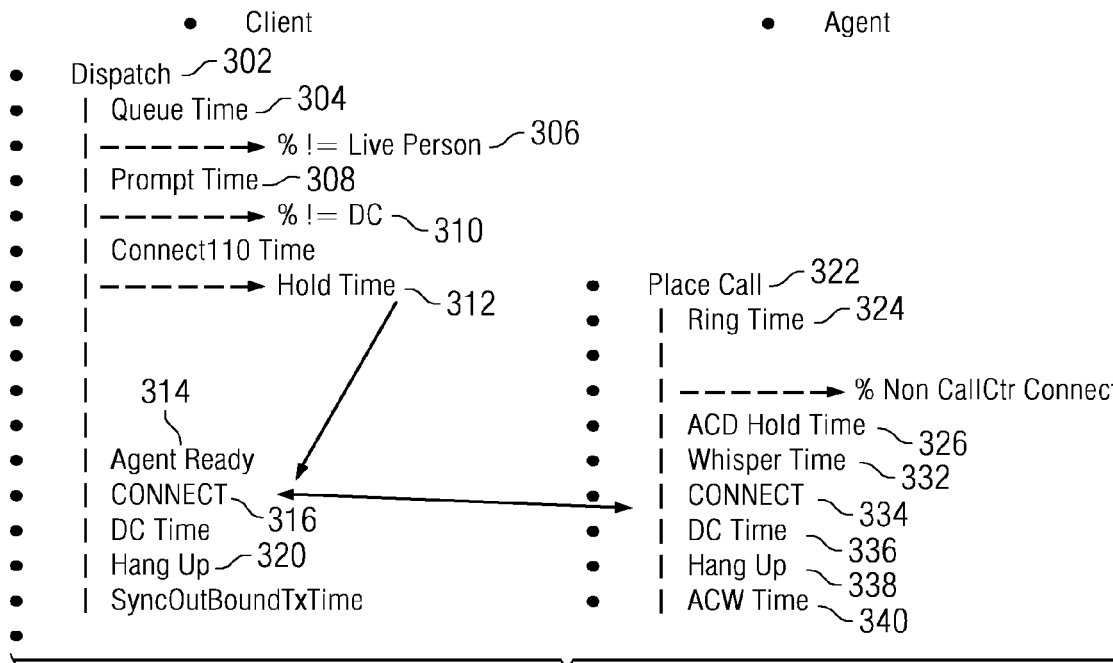 • Client
• Agent
• Dispatch 302
• | Queue Time 304
• | % != Live Person 306
• | Prompt Time 308
• | % != DC 310
• | Connect110 Time
• | Hold Time 312
• Place Call 322
• | Ring Time 324
• | % Non CallCtr Connect
• | ACD Hold Time 326
314
• | Agent Ready
• | Whisper Time 332
• | CONNECT 316
• | CONNECT 334
• | DC Time
• | DC Time 336
• | Hang Up 320
• | Hang Up 338
• | SyncOutBoundTxTime
• | ACW Time 340